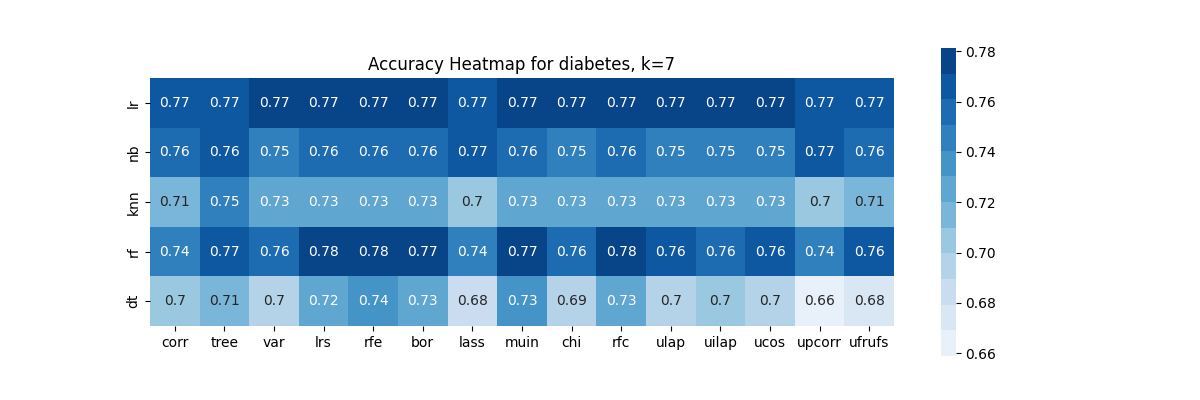 Accuracy Heatmap for diabetes, k=7
lr 0.77 0.77 0.77 0.77 0.77 0.77 0.77 0.77 0.77 0.77 0.77 0.77 0.77 0.77 0.77
nb 0.76 0.76 0.75 0.76 0.76 0.76 0.77 0.76 0.75 0.76 0.75 0.75 0.75 0.77 0.76
knn 0.71 0.75 0.73 0.73 0.73 0.73 0.7 0.73 0.73 0.73 0.73 0.73 0.73 0.7 0.71
rf 0.74 0.77 0.76 0.78 0.78 0.77 0.74 0.77 0.76 0.78 0.76 0.76 0.76 0.74 0.76
dt 0.7 0.71 0.7 0.72 0.74 0.73 0.68 0.73 0.69 0.73 0.7 0.7 0.7 0.66 0.68
corr tree var lrs rfe bor lass muin chi rfc ulap uilap ucos upcorr ufrufs
0.78
0.76
0.74
0.72
0.70
0.68
0.66